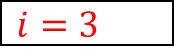 i = 3